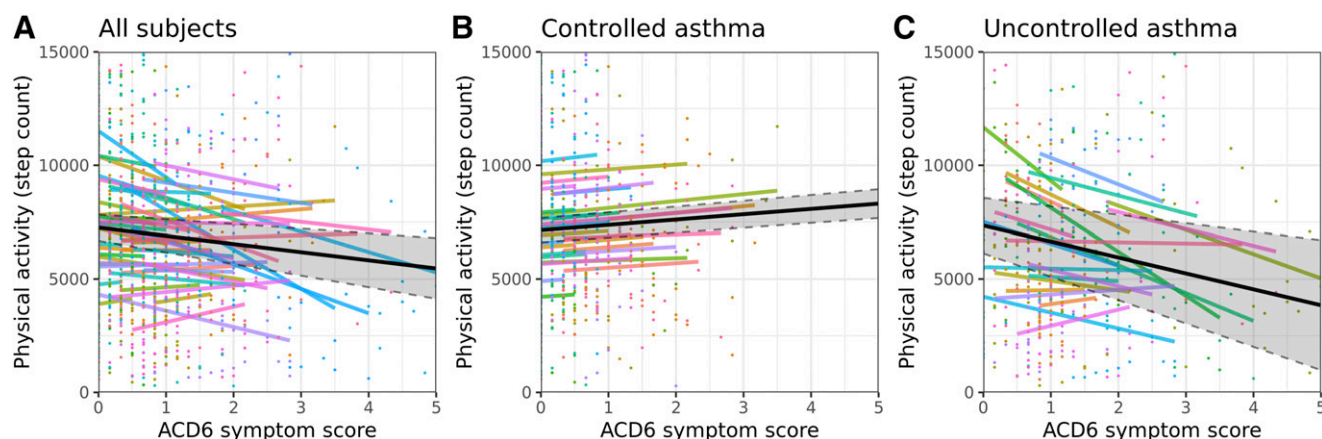 A All subjects
B Controlled asthma
C Uncontrolled asthma
Physical activity (step count)
15000
10000
5000
0
0 1 2 3 4 5
ACD6 symptom score
Physical activity (step count)
15000
10000
5000
0
0 1 2 3 4 5
ACD6 symptom score
Physical activity (step count)
15000
10000
5000
0
0 1 2 3 4 5
ACD6 symptom score